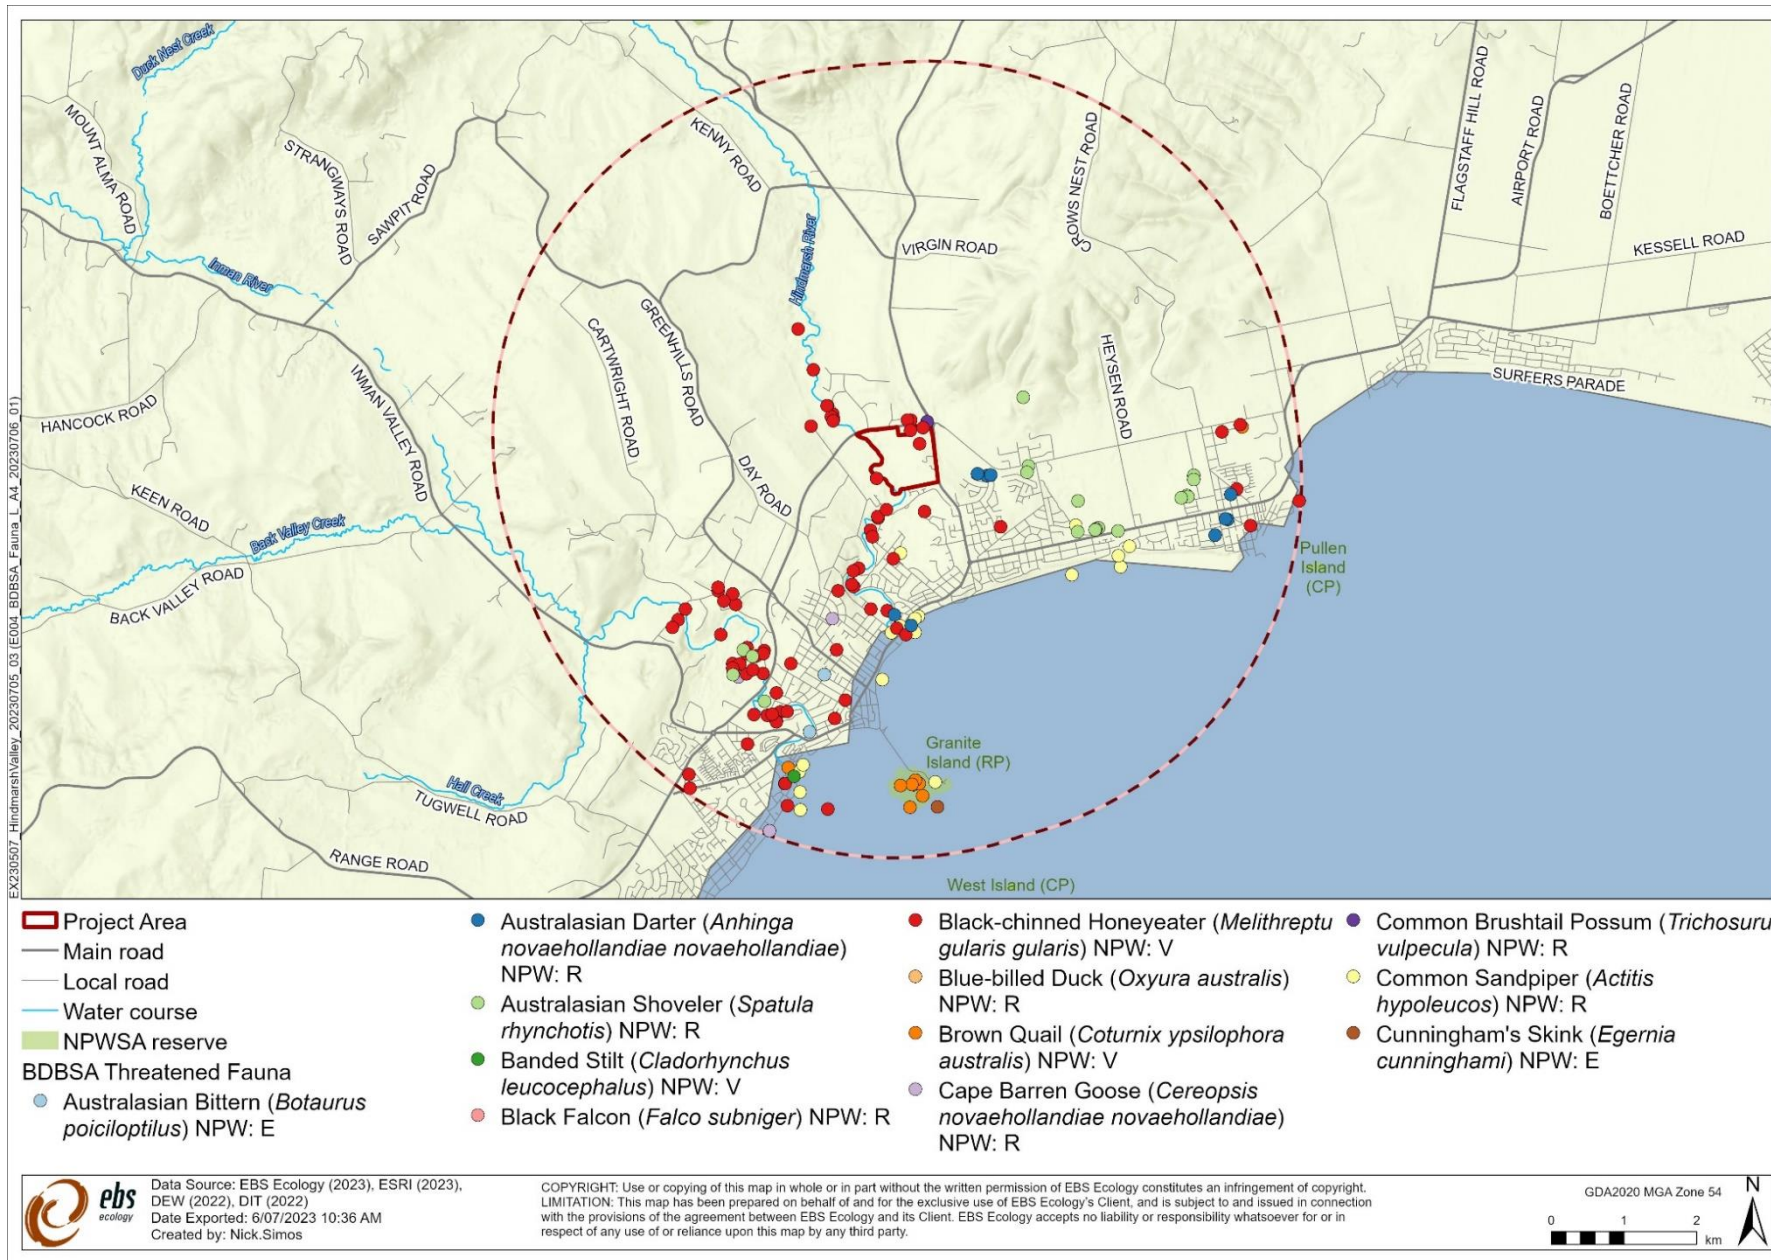 Duck Nest Creek
MOUNT ALMA ROAD
STRANGWAYS ROAD
SAWPIT ROAD
KENNY ROAD
CROWS NEST ROAD
FLAGSTAFF HILL ROAD
AIRPORT ROAD
BOETTCHER ROAD
KESSELL ROAD
VIRGIN ROAD
Inman River
Hindmarsh River
GREENHILLS ROAD
CARTWRIGHT ROAD
HEYSEN ROAD
SURFERS PARADE
INMAN VALLEY ROAD
HANCOCK ROAD
KEEN ROAD
DAY ROAD
Back Valley Creek
BACK VALLEY ROAD
Pullen
Island
(CP)
Granite
Island (RP)
Hall Creek
TUGWELL ROAD
RANGE ROAD
West Island (CP)
EX230507_HindmarshValley_20230705_03 (E004_BDBSA_Fauna_L_A4_20230706_01)
Project Area
Main road
Local road
Water course
NPWSA reserve
BDBSA Threatened Fauna
Australasian Bittern (Botaurus
poiciloptilus) NPW: E
Australasian Darter (Anhinga
novaehollandiae novaehollandiae)
NPW: R
Australasian Shoveler (Spatula
rhynchotis) NPW: R
Banded Stilt (Cladorhynchus
leucocephalus) NPW: V
Black Falcon (Falco subniger) NPW: R
Black-chinned Honeyeater (Melithreptu
gularis gularis) NPW: V
Blue-billed Duck (Oxyura australis)
NPW: R
Brown Quail (Coturnix ypsilophora
australis) NPW: V
Cape Barren Goose (Cereopsis
novaehollandiae novaehollandiae)
NPW: R
Common Brushtail Possum (Trichosuru
vulpecula) NPW: R
Common Sandpiper (Actitis
hypoleucos) NPW: R
Cunningham's Skink (Egernia
cunninghami) NPW: E
ebs
ecology
Data Source: EBS Ecology (2023), ESRI (2023),
DEW (2022), DIT (2022)
Date Exported: 6/07/2023 10:36 AM
Created by: Nick.Simos
COPYRIGHT: Use or copying of this map in whole or in part without the written permission of EBS Ecology constitutes an infringement of copyright.
LIMITATION: This map has been prepared on behalf of and for the exclusive use of EBS Ecology's Client, and is subject to and issued in connection
with the provisions of the agreement between EBS Ecology and its Client. EBS Ecology accepts no liability or responsibility whatsoever for or in
respect of any use of or reliance upon this map by any third party.
GDA2020 MGA Zone 54
0 1 2
km
N